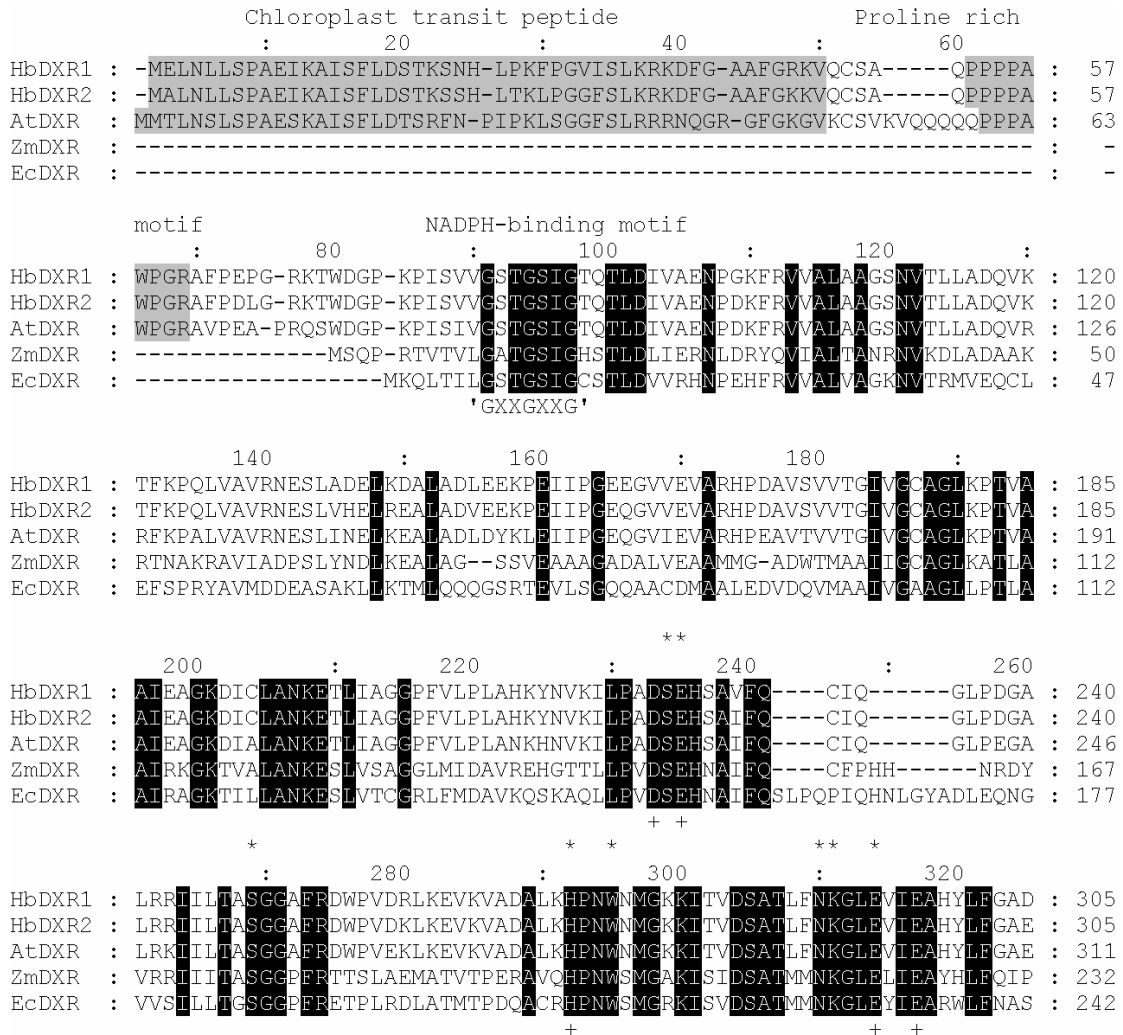 Chloroplast transit peptide Proline rich
: 20 : 40 : 60
HbDXR1 : -MELNLLSPAEIKAISFLDSTKSNH-LPKFPGVISLKRKDFG-AAFGRKVQCSA-----QPPPPA : 57
HbDXR2 : -MALNLLSPAEIKAISFLDSTKSSH-LTKLPGGFSLKRKDFG-AAFGKKVQCSA-----QPPPPA : 57
AtDXR : MMTLNSLSPAESKAISFLDTSRFN-PIPKLSGGFSLRRRNQGR-GFGKGVKCSVKVQQQQQPPPA : 63
ZmDXR : ----------------------------------------------------------------- : -
EcDXR : ----------------------------------------------------------------- : -
motif NADPH-binding motif
: 80 : 100 : 120 :
HbDXR1 : WPGRAFPEPG-RKTWDGP-KPISVVGSTGSIGTQTLDIVAENPGKFRVVALAAGSNVTLLADQVK : 120
HbDXR2 : WPGRAFPDLG-RKTWDGP-KPISVVGSTGSIGTQTLDIVAENPDKFRVVALAAGSNVTLLADQVK : 120
AtDXR : WPGRAVPEA-PRQSWDGP-KPISIVGSTGSIGTQTLDIVAENPDKFRVVALAAGSNVTLLADQVR : 126
ZmDXR : --------------MSQP-RTVTVLGATGSIGHSTLDLIERNLDRYQVIALTANRNVKDLADAAK : 50
EcDXR : ------------------MKQLTILGSTGSIGCSTLDVVRHNPEHFRVVALVAGKNVTRMVEQCL : 47
'GXXGXXG'
140 : 160 : 180 :
HbDXR1 : TFKPQLVAVRNESLADELKDALADLEEKPEIIPGEEGVVEVARHPDAVSVVTGIVGCAGLKPTVA : 185
HbDXR2 : TFKPQLVAVRNESLVHELREALADVEEKPEIIPGEQGVVEVARHPDAVSVVTGIVGCAGLKPTVA : 185
AtDXR : RFKPALVAVRNESLINELKEALADLDYKLEIIPGEQGVIEVARHPEAVTVVTGIVGCAGLKPTVA : 191
ZmDXR : RTNAKRAVIADPSLYNDLKEALAG--SSVEAAAGADALVEAAMMG-ADWTMAAIIGCAGLKATLA : 112
EcDXR : EFSPRYAVMDDEASAKLLKTMLQQQGSRTEVLSGQQAACDMAALEDVDQVMAAIVGAAGLLPTLA : 112
**
200 : 220 : 240 : 260
HbDXR1 : AIEAGKDICLANKETLIAGGPFVLPLAHKYNVKILPADSEHSAVFQ----CIQ------GLPDGA : 240
HbDXR2 : AIEAGKDICLANKETLIAGGPFVLPLAHKYNVKILPADSEHSAIFQ----CIQ------GLPDGA : 240
AtDXR : AIEAGKDIALANKETLIAGGPFVLPLANKHNVKILPADSEHSAIFQ----CIQ------GLPEGA : 246
ZmDXR : AIRKGKTVALANKESLVSAGGLMIDAVREHGTTLLPVDSEHNAIFQ----CFPHH------NRDY : 167
EcDXR : AIRAGKTILLANKESLVTCGRLFMDAVKQSKAQLLPVDSEHNAIFQSLPQPIQHNLGYADLEQNG : 177
+ +
* * * ** *
: 280 : 300 : 320
HbDXR1 : LRRIILTASGGAFRDWPVDRLKEVKVADALKHPNWNMGKKITVDSATLFNKGLEVIEAHYLFGAD : 305
HbDXR2 : LRRIILTASGGAFRDWPVDKLKEVKVADALKHPNWNMGKKITVDSATLFNKGLEVIEAHYLFGAE : 305
AtDXR : LRKIILTASGGAFRDWPVEKLKEVKVADALKHPNWNMGKKITVDSATLFNKGLEVIEAHYLFGAE : 311
ZmDXR : VRRIIITASGGPFRTTSLAEMATVTPERAVQHPNWSMGAKISIDSATMMNKGLELIEAYHLFQIP : 232
EcDXR : VVSILLTGSGGPFRETPLRDLATMTPDQACRHPNWSMGRKISVDSATMMNKGLEYIEARWLFNAS : 242
+ + +